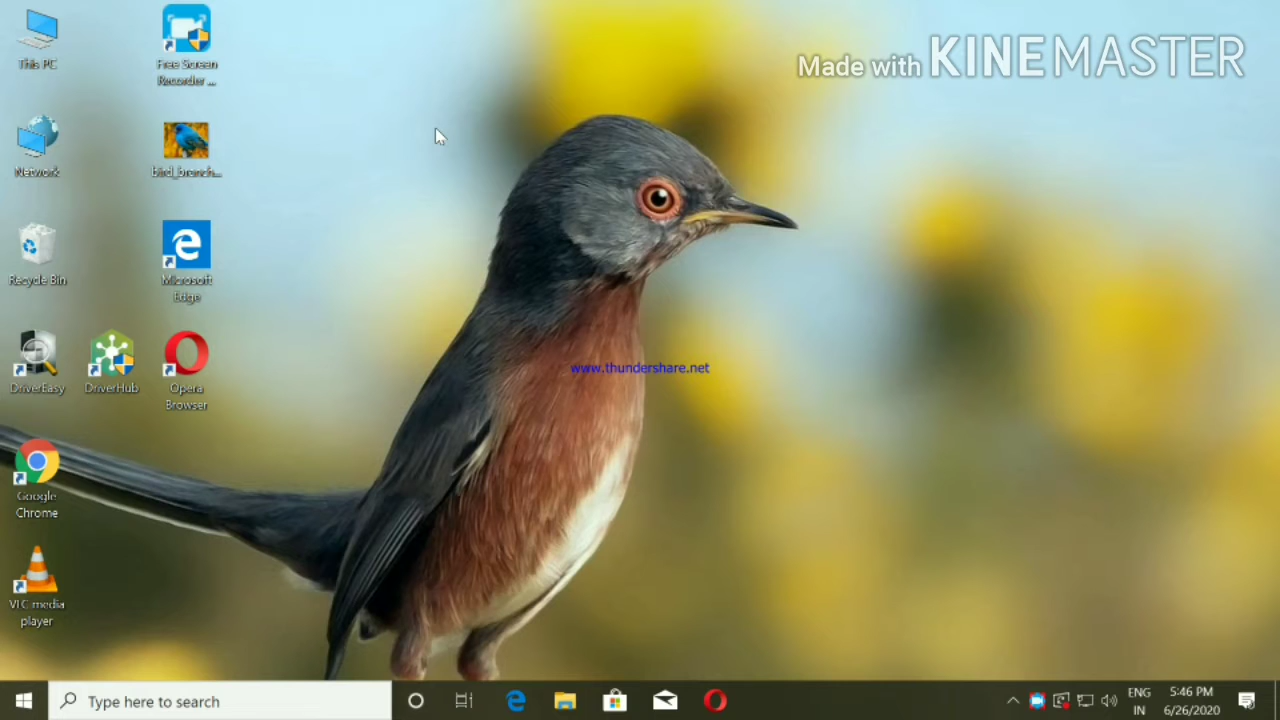 Made with KINEMASTER
This PC
Free Screen
Recorder ...
Network
bird_branch...
Recycle Bin
Microsoft
Edge
DriverEasy
DriverHub
Opera
Browser
www.thundershare.net
Google
Chrome
VLC media
player
Type here to search
ENG
IN
5:46 PM
6/26/2020